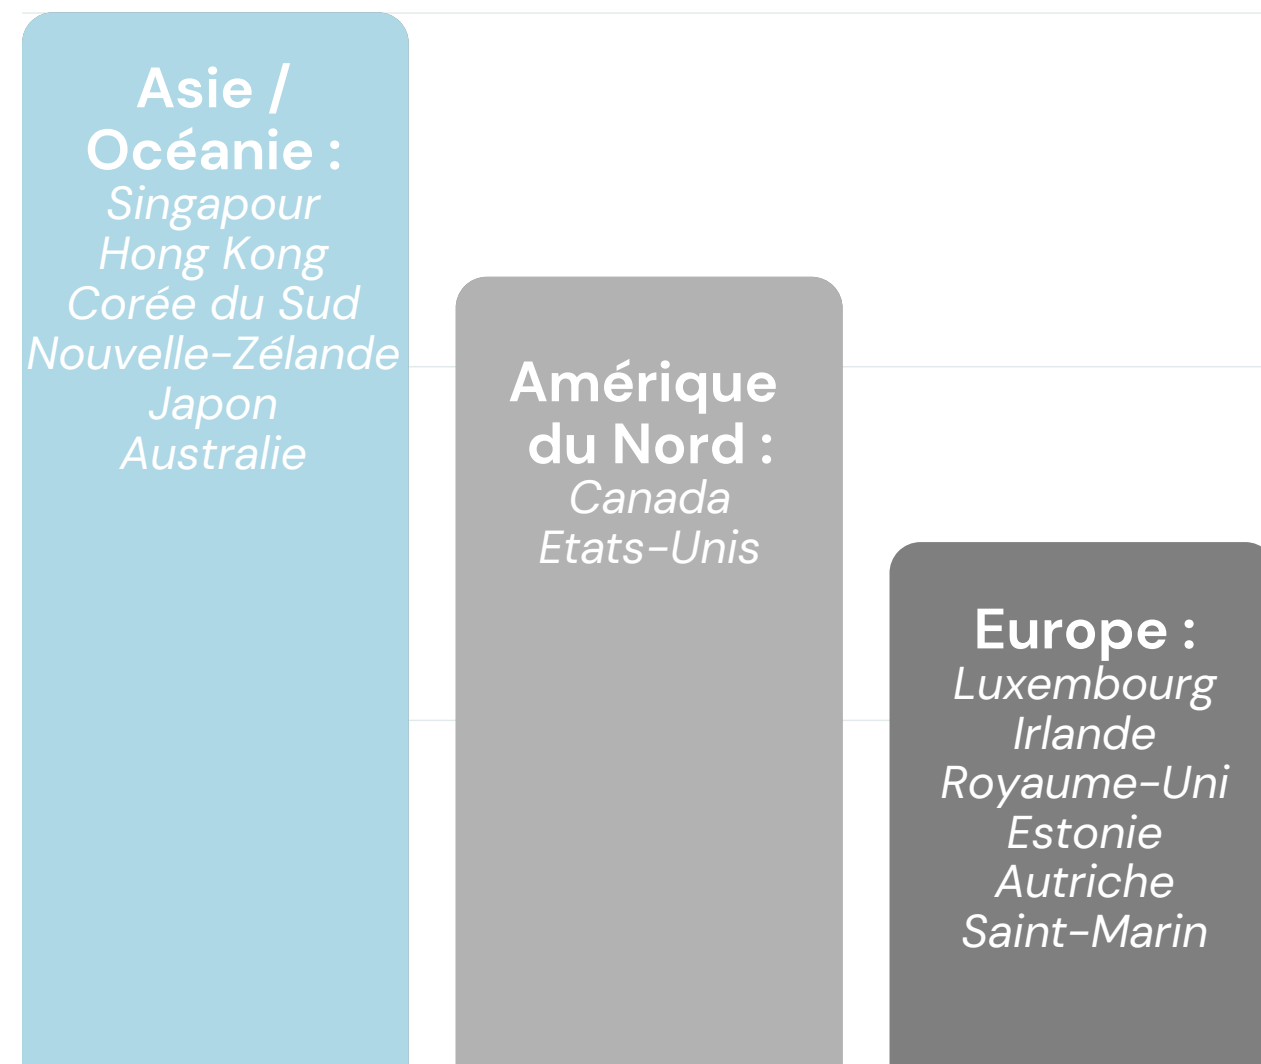 Asie /
Océanie :
Singapour
Hong Kong
Corée du Sud
Nouvelle-Zélande
Japon
Australie
Amérique
du Nord :
Canada
Etats-Unis
Europe :
Luxembourg
Irlande
Royaume-Uni
Estonie
Autriche
Saint-Marin